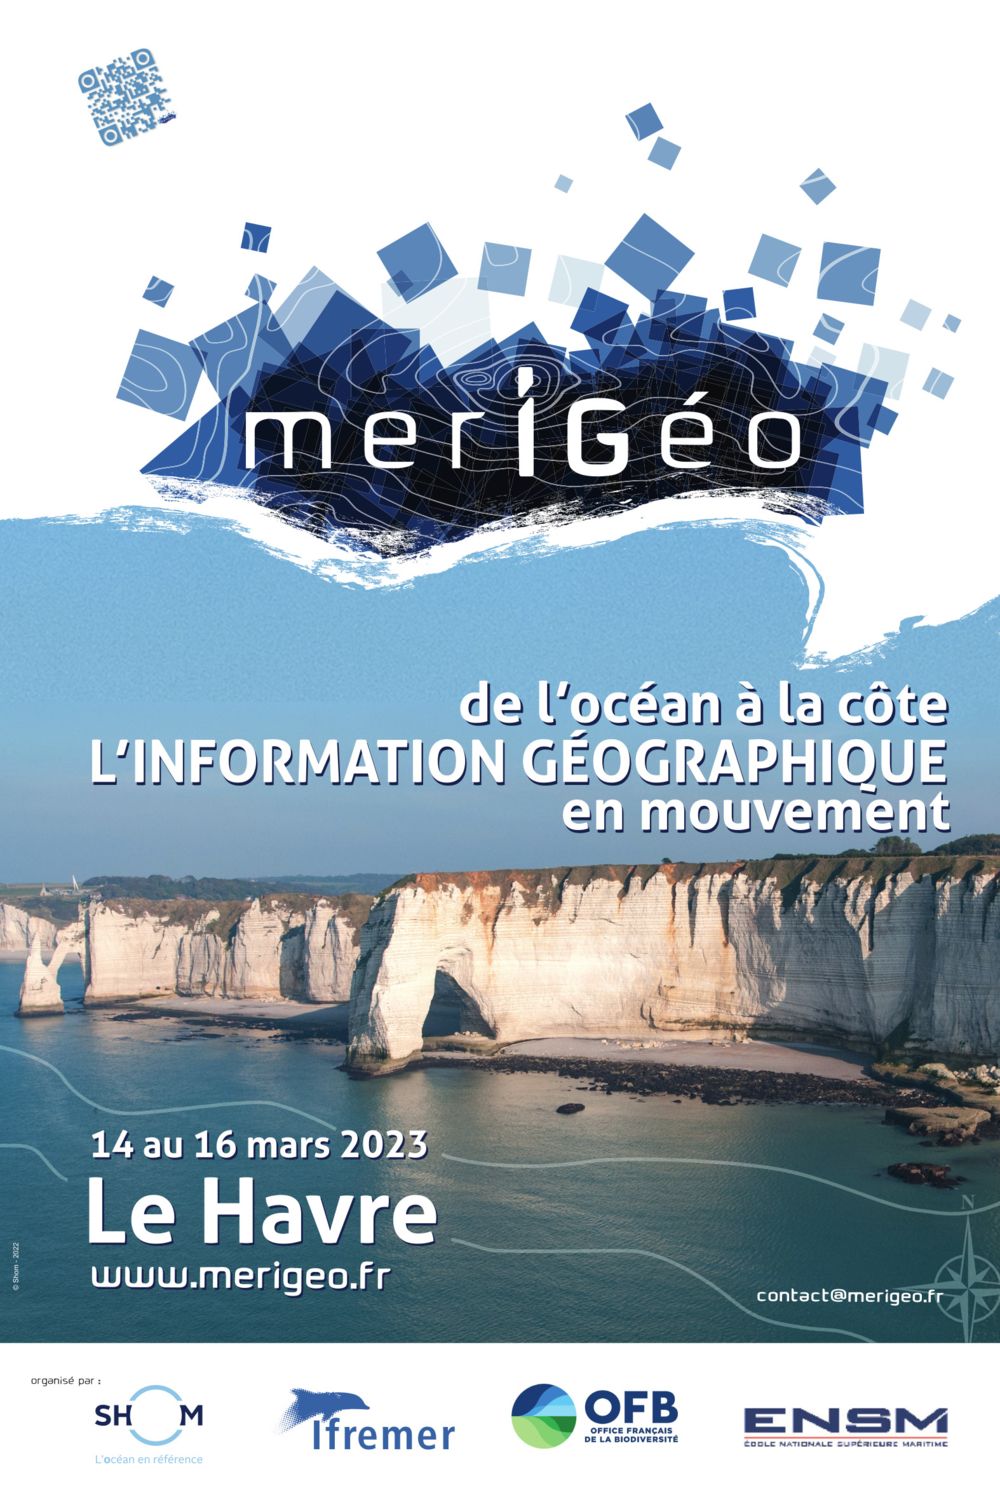 merIGéo
de l'océan à la côte
L'INFORMATION GÉOGRAPHIQUE
en mouvement
14 au 16 mars 2023
Le Havre
www.merigeo.fr
contact@merigeo.fr
© Shom - 2022
N
organisé par :
SHOM
L'océan en référence
Ifremer
OFB
OFFICE FRANÇAIS
DE LA BIODIVERSITÉ
ENSM
ÉCOLE NATIONALE SUPÉRIEURE MARITIME